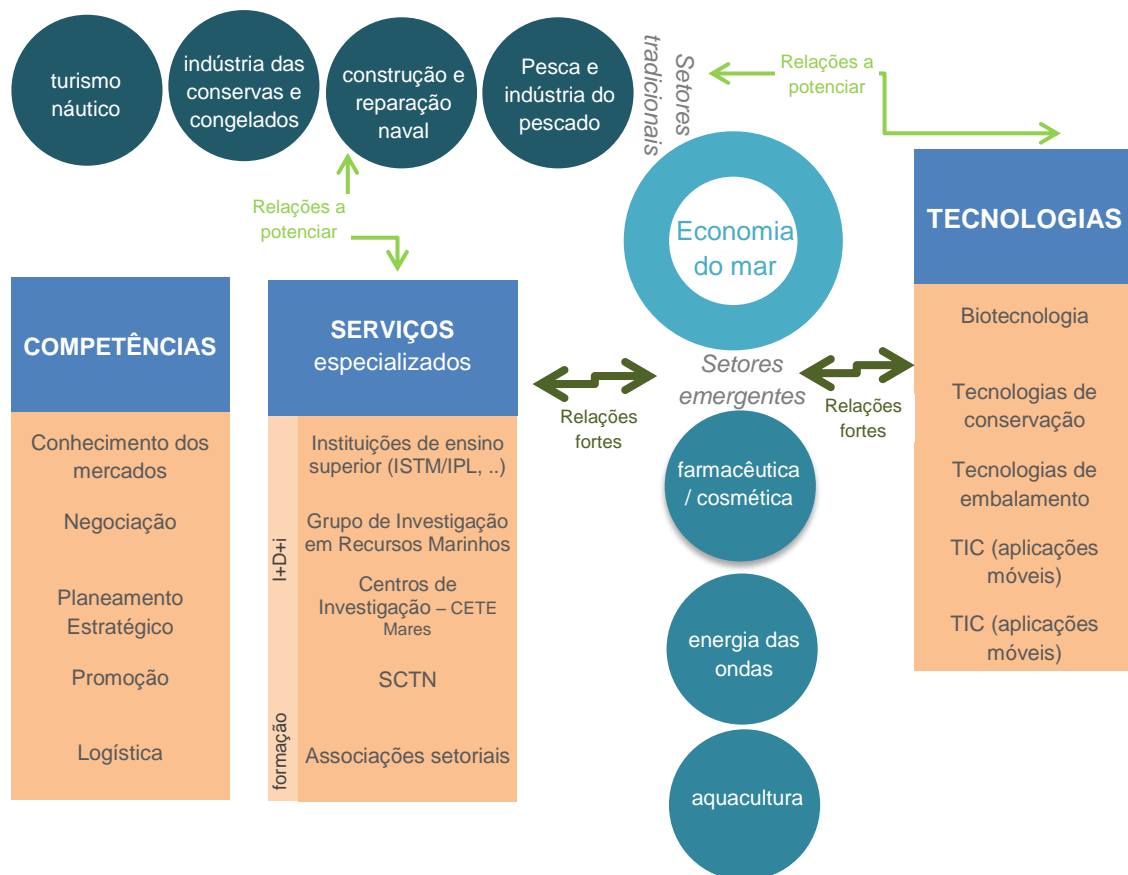 turismo
náutico
indústria das
conservas e
congelados
construção e
reparação
naval
Pesca e
indústria do
pescado
Setores
tradicionais
Relações a
potenciar
Relações a
potenciar
Economia
do mar
TECNOLOGIAS
Biotecnologia
Tecnologias de
conservação
Tecnologias de
embalamento
TIC (aplicações
móveis)
TIC (aplicações
móveis)
COMPETÊNCIAS
Conhecimento dos
mercados
Negociação
Planeamento
Estratégico
Promoção
Logística
SERVIÇOS
especializados
I+D+i
formação
Instituições de ensino
superior (ISTM/IPL, ..)
Grupo de Investigação
em Recursos Marinhos
Centros de
Investigação – CETE
Mares
SCTN
Associações setoriais
Relações
fortes
Setores
emergentes
Relações
fortes
farmacêutica
/ cosmética
energia das
ondas
aquacultura